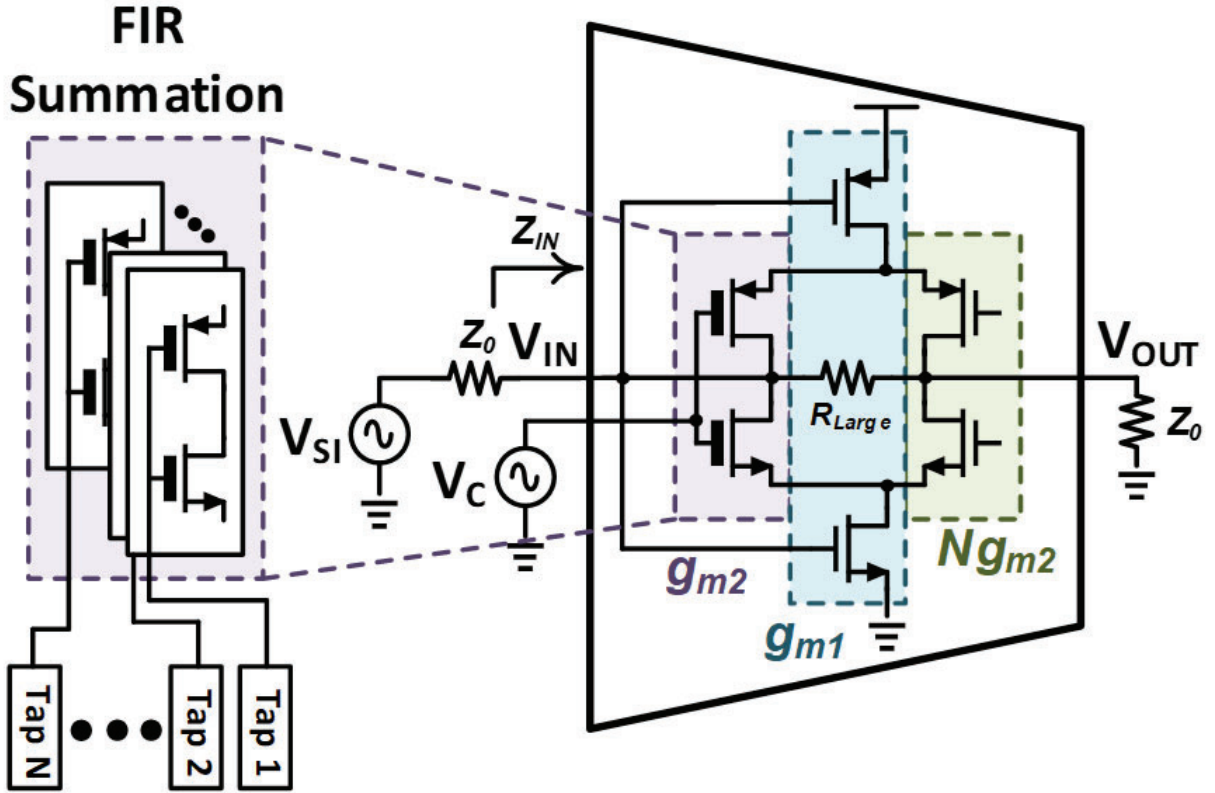 FIR
Summation
Z_IN
Z_0
V_IN
V_SI
V_C
R_Large
V_OUT
Z_0
g_m2
g_m1
Ng_m2
Tap N
Tap 2
Tap 1